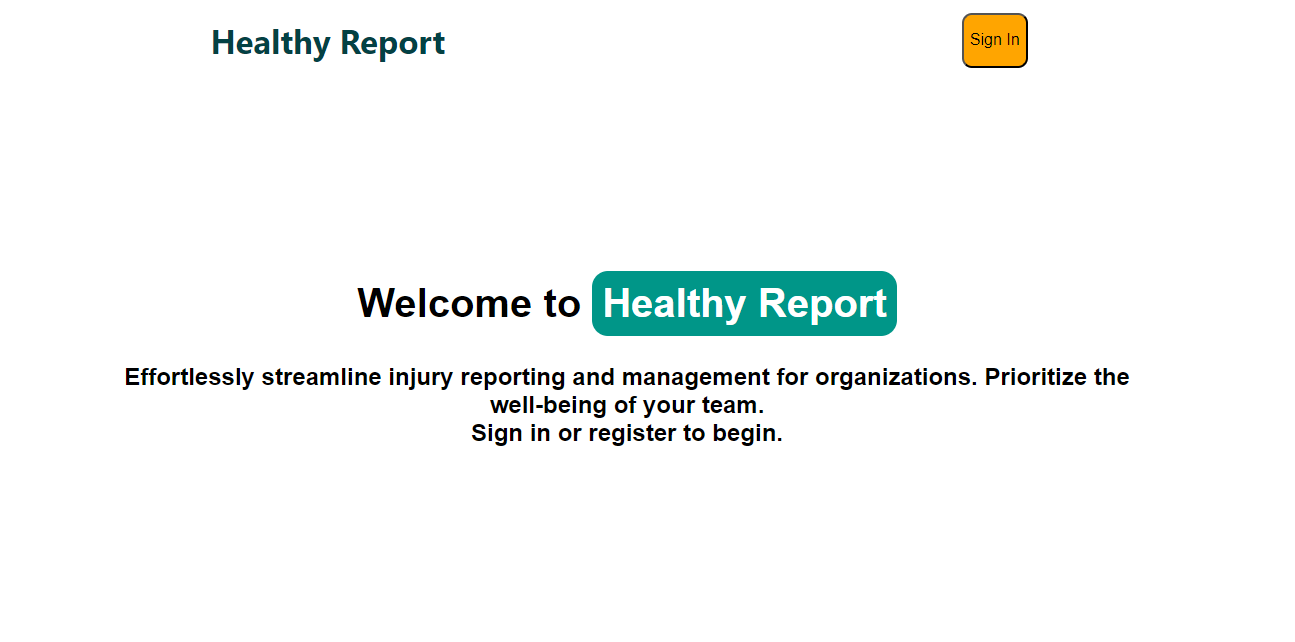 Healthy Report
Sign In
Welcome to Healthy Report
Effortlessly streamline injury reporting and management for organizations. Prioritize the
well-being of your team.
Sign in or register to begin.